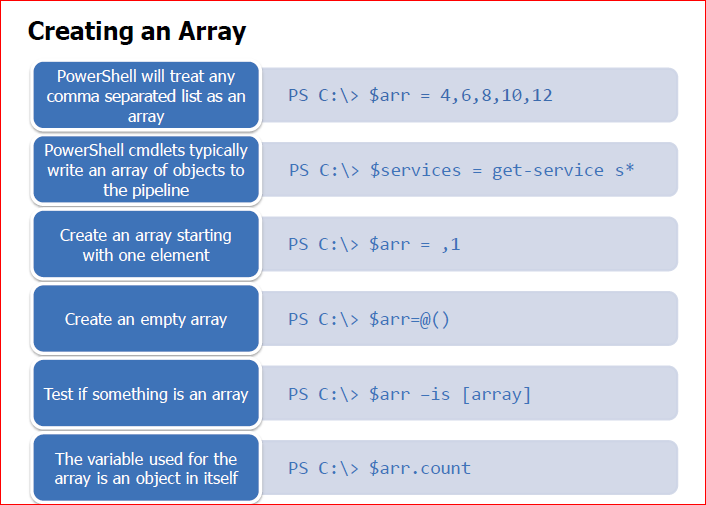 Creating an Array
PowerShell will treat any
comma separated list as an
array
PS C:\> $arr = 4,6,8,10,12
PowerShell cmdlets typically
write an array of objects to
the pipeline
PS C:\> $services = get-service s*
Create an array starting
with one element
PS C:\> $arr = ,1
Create an empty array
PS C:\> $arr=@()
Test if something is an array
PS C:\> $arr –is [array]
The variable used for the
array is an object in itself
PS C:\> $arr.count